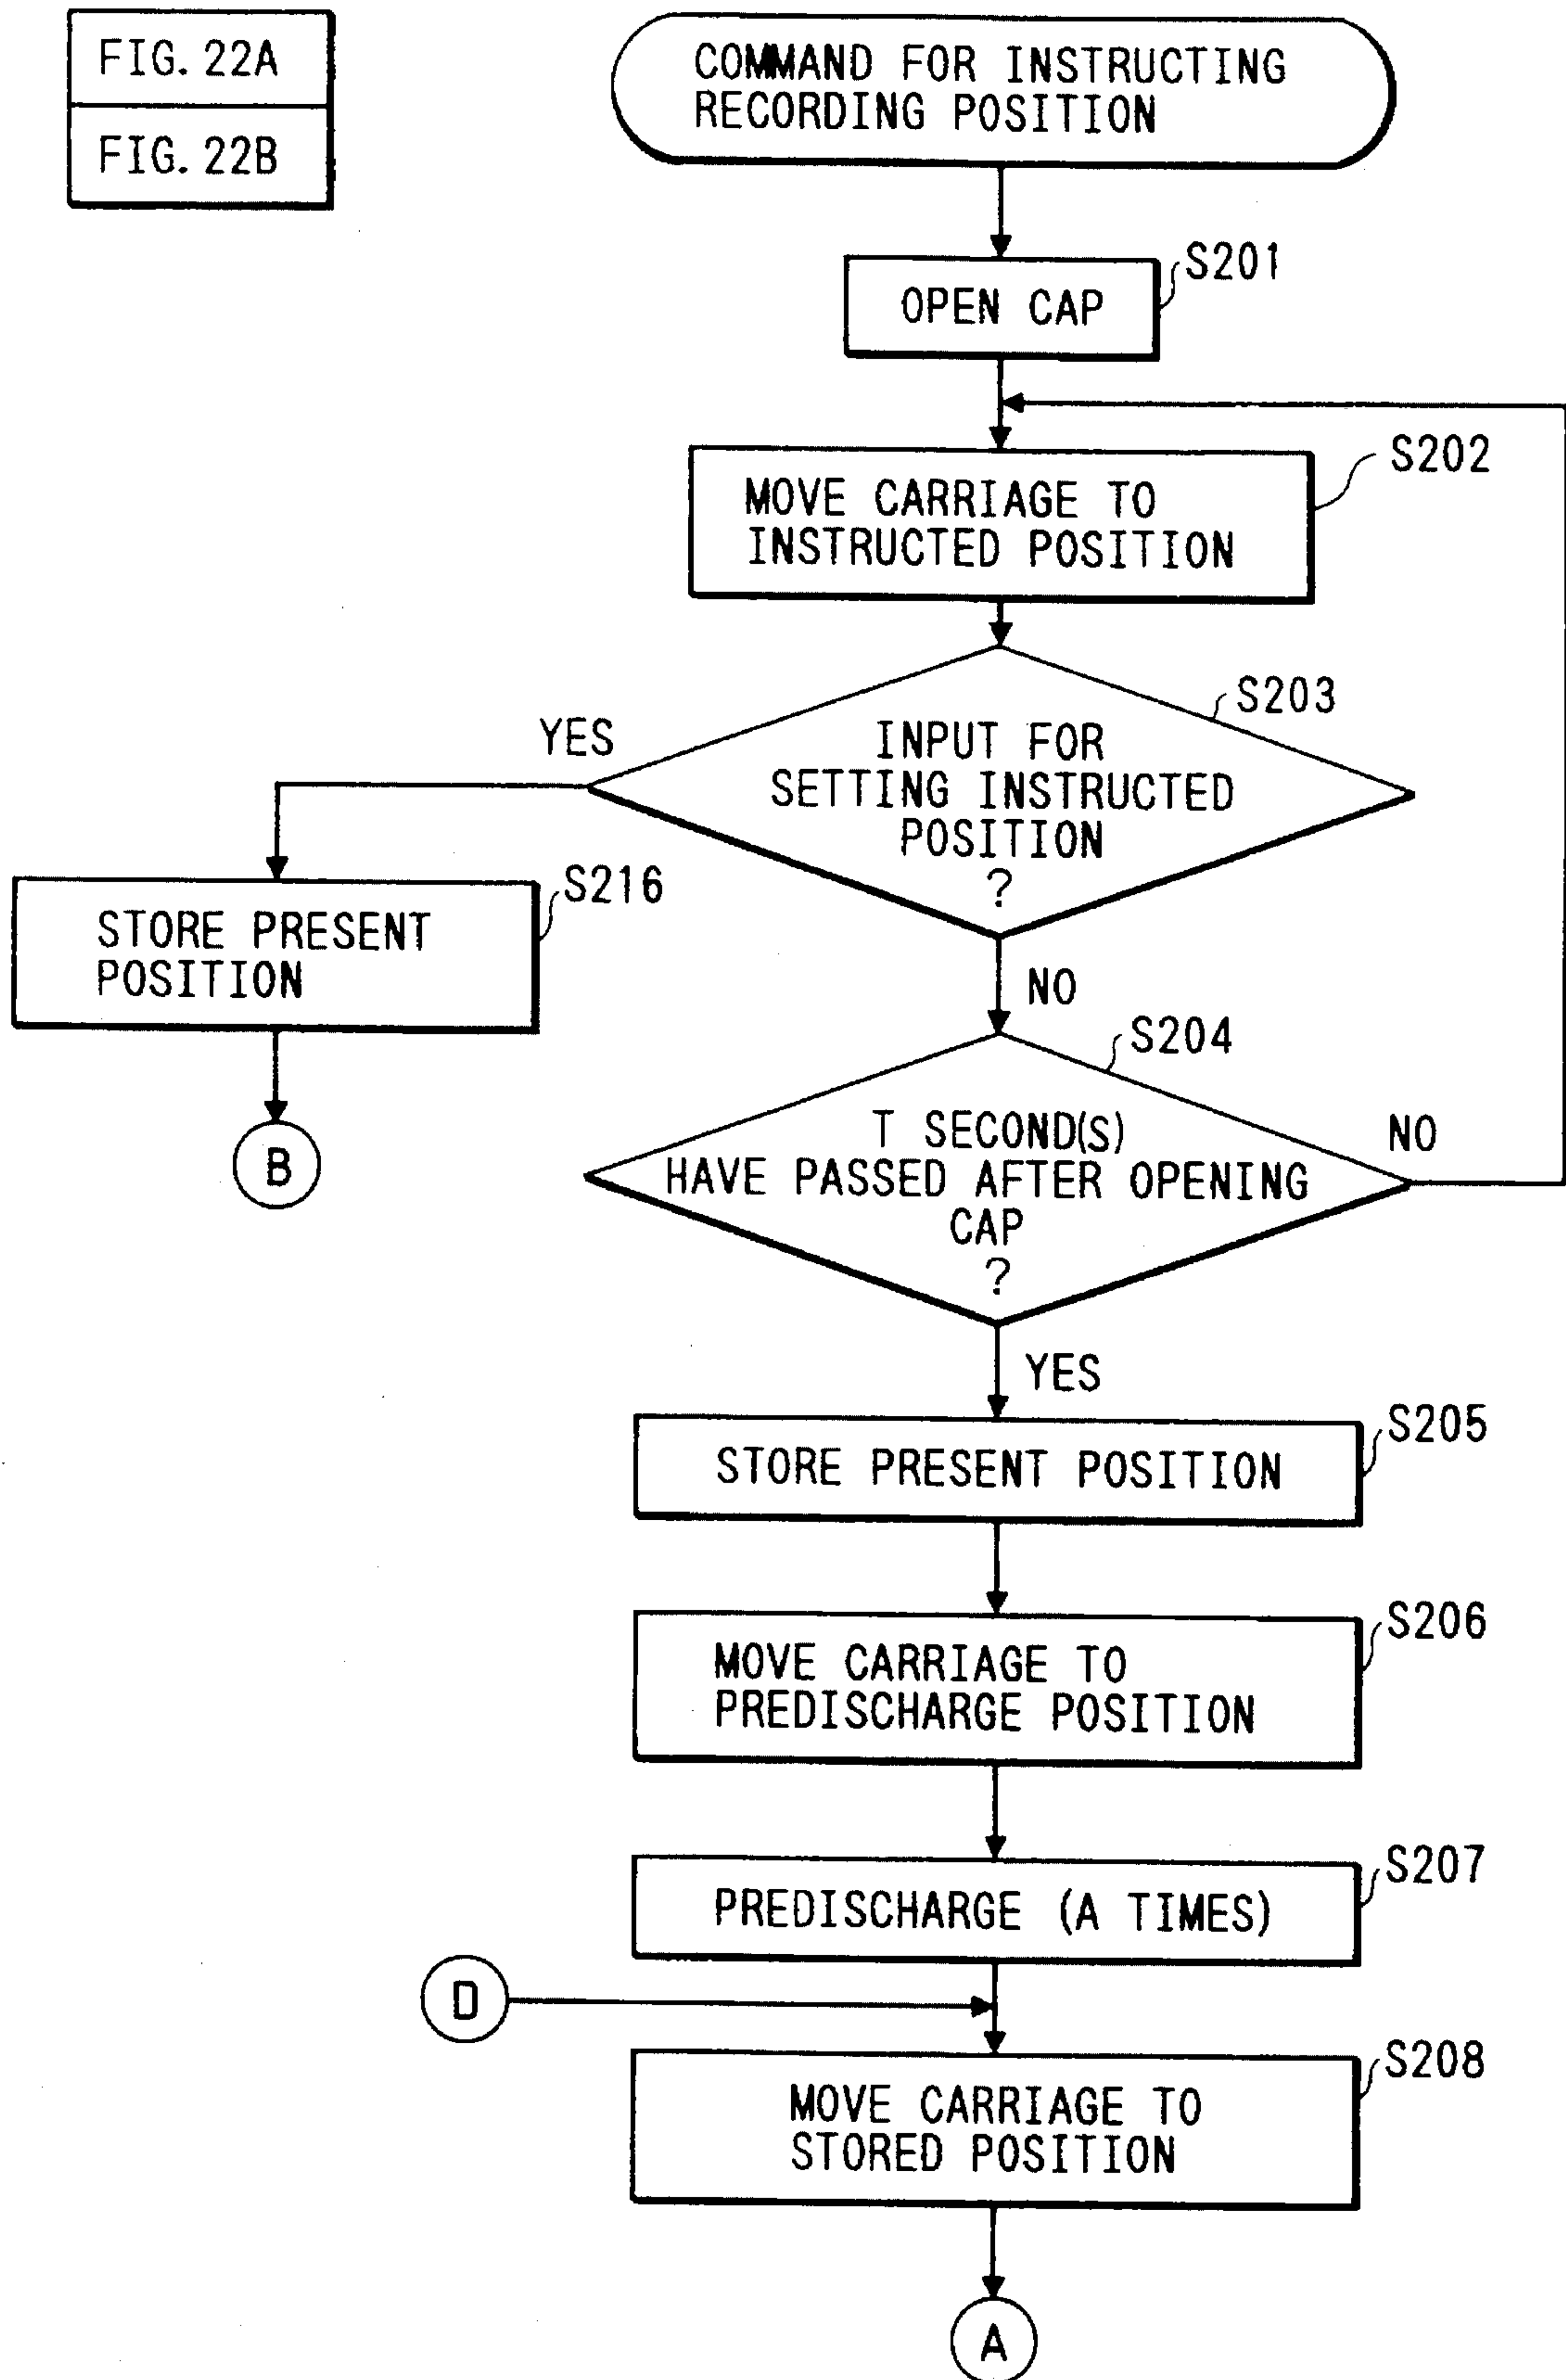 FIG. 22A
FIG. 22B
COMMAND FOR INSTRUCTING
RECORDING POSITION
S201
OPEN CAP
S202
MOVE CARRIAGE TO
INSTRUCTED POSITION
S203
YES
INPUT FOR
SETTING INSTRUCTED
POSITION
?
S216
STORE PRESENT
POSITION
NO
S204
B
T SECOND(S)
HAVE PASSED AFTER OPENING
CAP
?
NO
YES
S205
STORE PRESENT POSITION
S206
MOVE CARRIAGE TO
PREDISCHARGE POSITION
S207
PREDISCHARGE (A TIMES)
D
S208
MOVE CARRIAGE TO
STORED POSITION
A